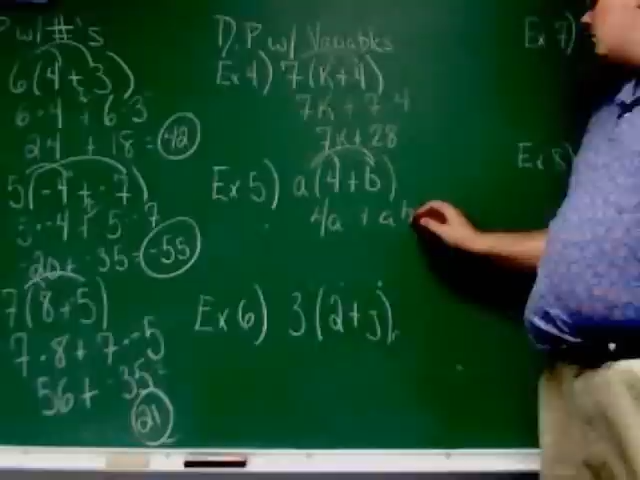 P w/ #'s
6(4+3)
6·4 + 6·3
24 + 18 = 42
5(-4+-7)
5·-4 + 5·-7
-20 + -35 = -55
7(8+-5)
7·8+7·-5
56+ -35
21
D.P w/ Variables
Ex 4) 7(k+4)
7k + 7·4
7k+28
Ex 5) a(4+b)
4a + ab
Ex 6) 3(2+j)
Ex 7)
Ex 8)